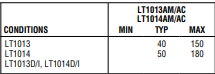 LT1013AM/AC
LT1014AM/AC
CONDITIONS MIN TYP MAX
LT1013 40 150
LT1014 50 180
LT1013D/I, LT1014D/I